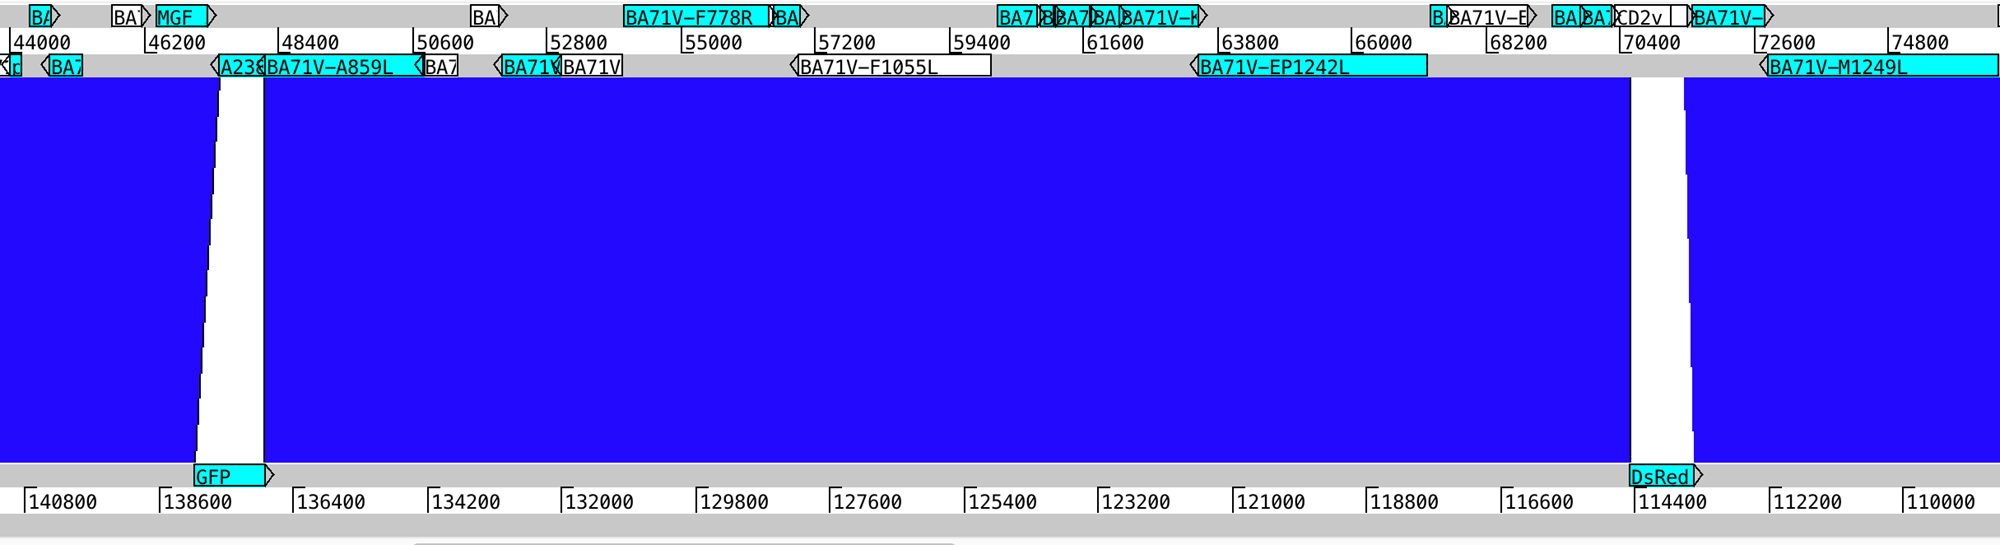 BA BA MGF BA BA71V-F778R BA BA7 BA7 BA BA71V-K B BA71V-E BA BA7 CD2v BA71V-
44000 46200 48400 50600 52800 55000 57200 59400 61600 63800 66000 68200 70400 72600 74800
BA7 A238 BA71V-A859L BA7 BA71V BA71V BA71V-F1055L BA71V-EP1242L BA71V-M1249L
GFP DsRed
140800 138600 136400 134200 132000 129800 127600 125400 123200 121000 118800 116600 114400 112200 110000